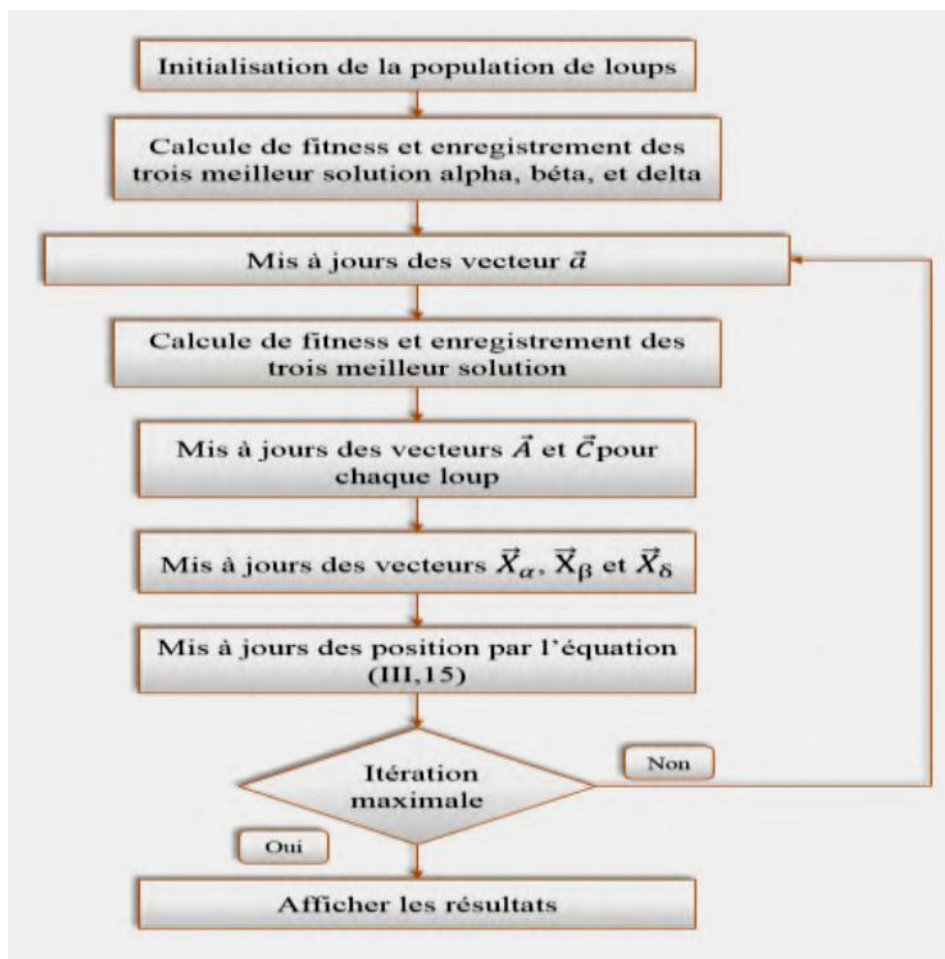 Initialisation de la population de loups
Calcule de fitness et enregistrement des
trois meilleur solution alpha, béta, et delta
Mis à jours des vecteur a⃗
Calcule de fitness et enregistrement des
trois meilleur solution
Mis à jours des vecteurs A⃗ et C⃗ pour
chaque loup
Mis à jours des vecteurs X⃗α, X⃗β et X⃗δ
Mis à jours des position par l’équation
(III,15)
Itération
maximale
Non
Oui
Afficher les résultats